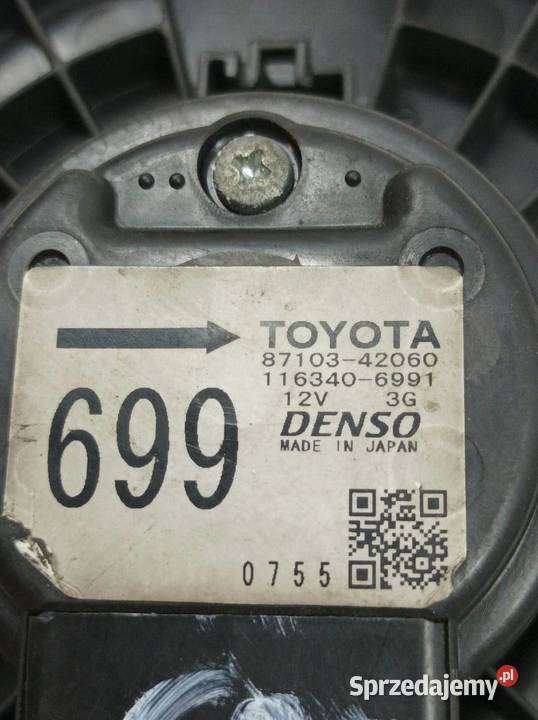 TOYOTA
87103-42060
116340-6991
12V 3G
DENSO
MADE IN JAPAN
699
0755
Sprzedajemy.pl